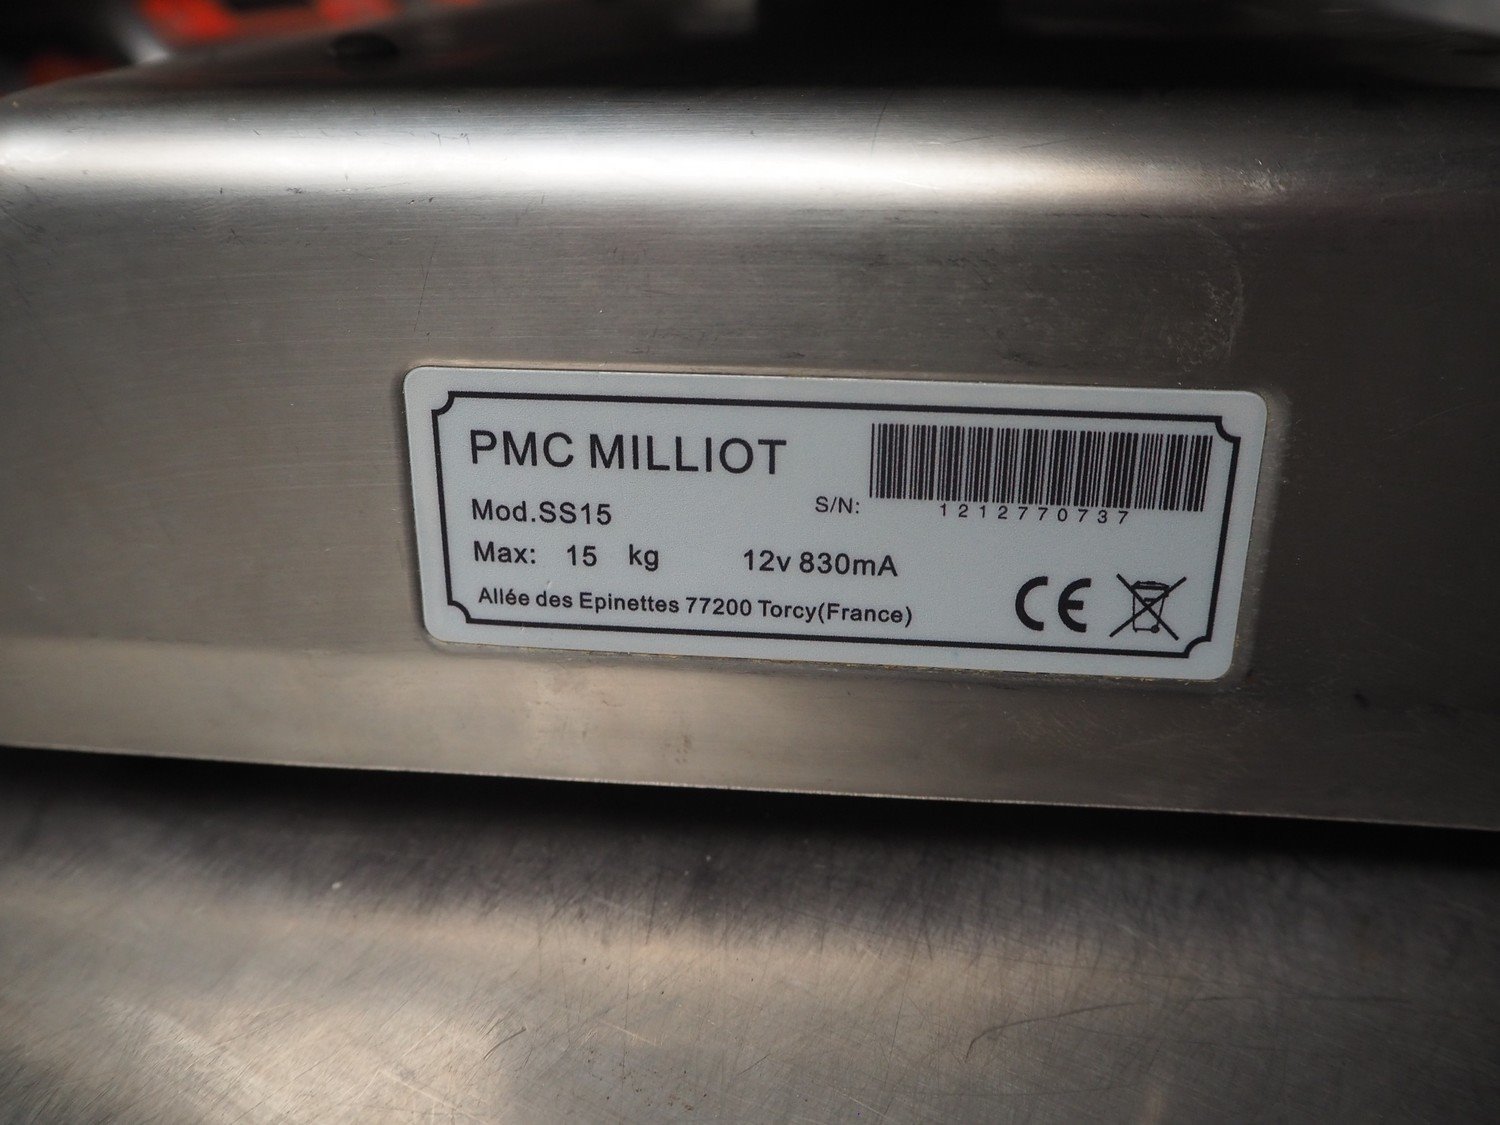 PMC MILLIOT
Mod.SS15
S/N:
1212770737
Max: 15 kg 12v 830mA
Allée des Epinettes 77200 Torcy(France)
CE